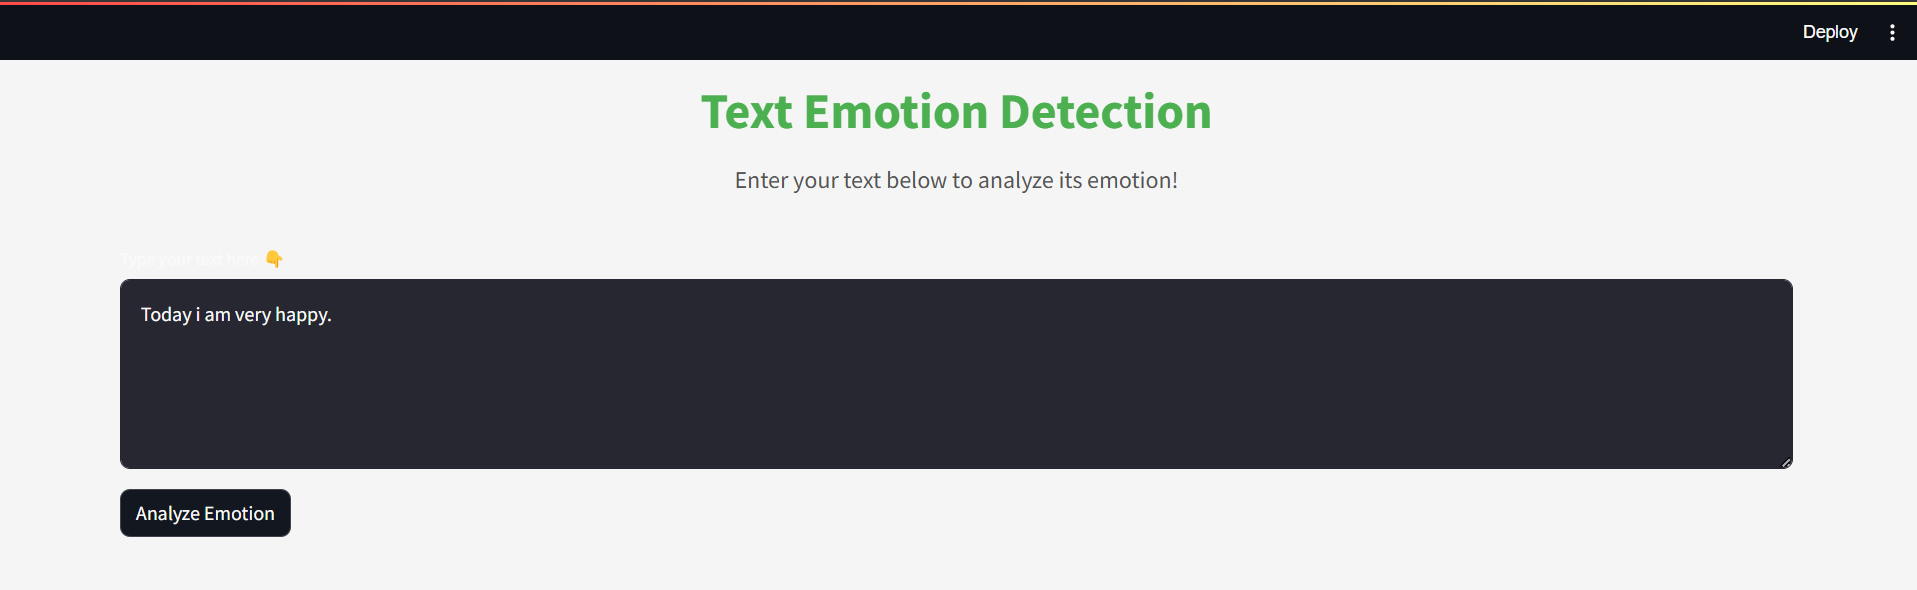 Deploy
Text Emotion Detection
Enter your text below to analyze its emotion!
Type your text here 👇
Today i am very happy.
Analyze Emotion